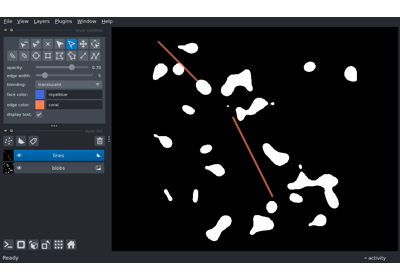 File View Layers Plugins Window Help
opacity: 0.70
edge width: 5
blending: translucent
face color: royalblue
edge color: coral
display text: ✓
lines
blobs
Ready
activity